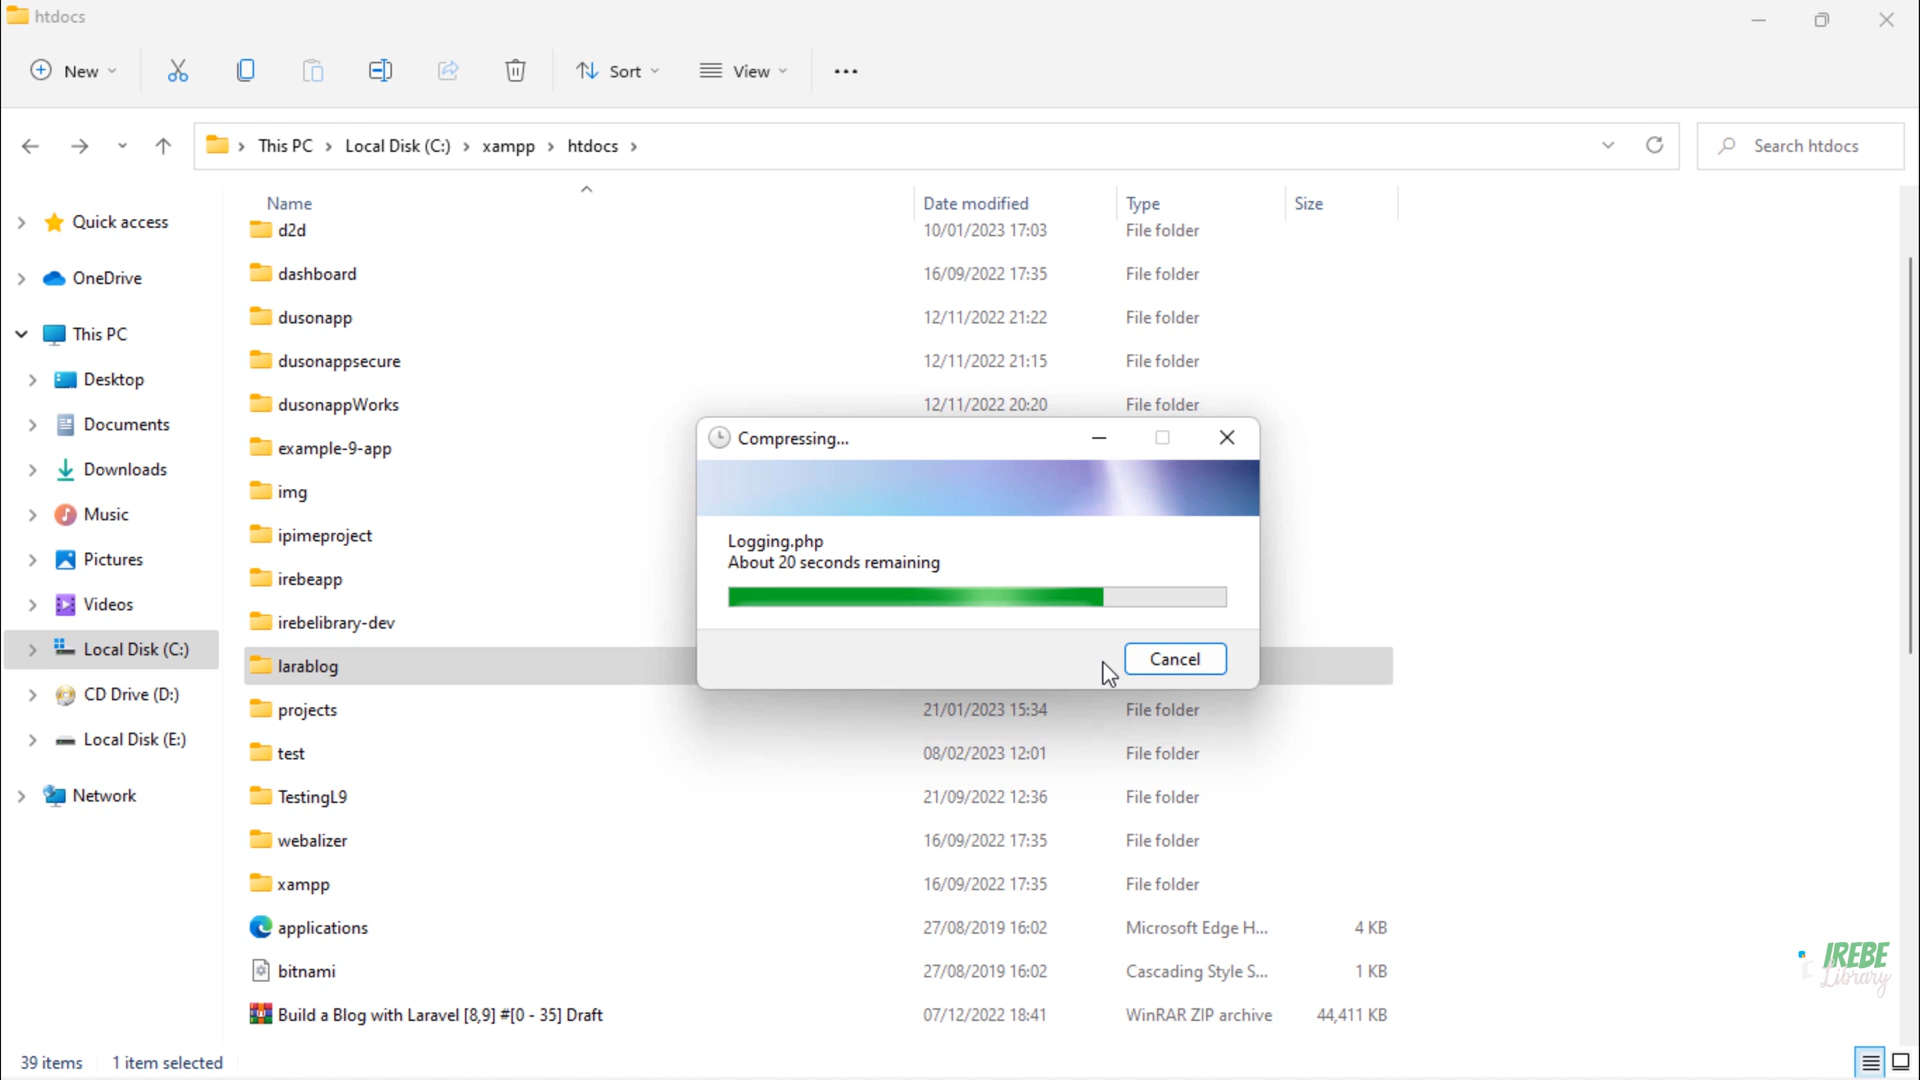 htdocs
New
Sort
View
This PC
Local Disk (C:)
xampp
htdocs
Search htdocs
Name
Date modified
Type
Size
Quick access
OneDrive
This PC
Desktop
Documents
Downloads
Music
Pictures
Videos
Local Disk (C:)
CD Drive (D:)
Local Disk (E:)
Network
d2d 10/01/2023 17:03 File folder
dashboard 16/09/2022 17:35 File folder
dusonapp 12/11/2022 21:22 File folder
dusonappsecure 12/11/2022 21:15 File folder
dusonappWorks 12/11/2022 20:20 File folder
example-9-app
img
ipimeproject
irebeapp
irebelibrary-dev
larablog
projects 21/01/2023 15:34 File folder
test 08/02/2023 12:01 File folder
TestingL9 21/09/2022 12:36 File folder
webalizer 16/09/2022 17:35 File folder
xampp 16/09/2022 17:35 File folder
applications 27/08/2019 16:02 Microsoft Edge H... 4 KB
bitnami 27/08/2019 16:02 Cascading Style S... 1 KB
Build a Blog with Laravel [8,9] #[0 - 35] Draft 07/12/2022 18:41 WinRAR ZIP archive 44,411 KB
Compressing...
Logging.php
About 20 seconds remaining
Cancel
IREBE
Library
39 items 1 item selected